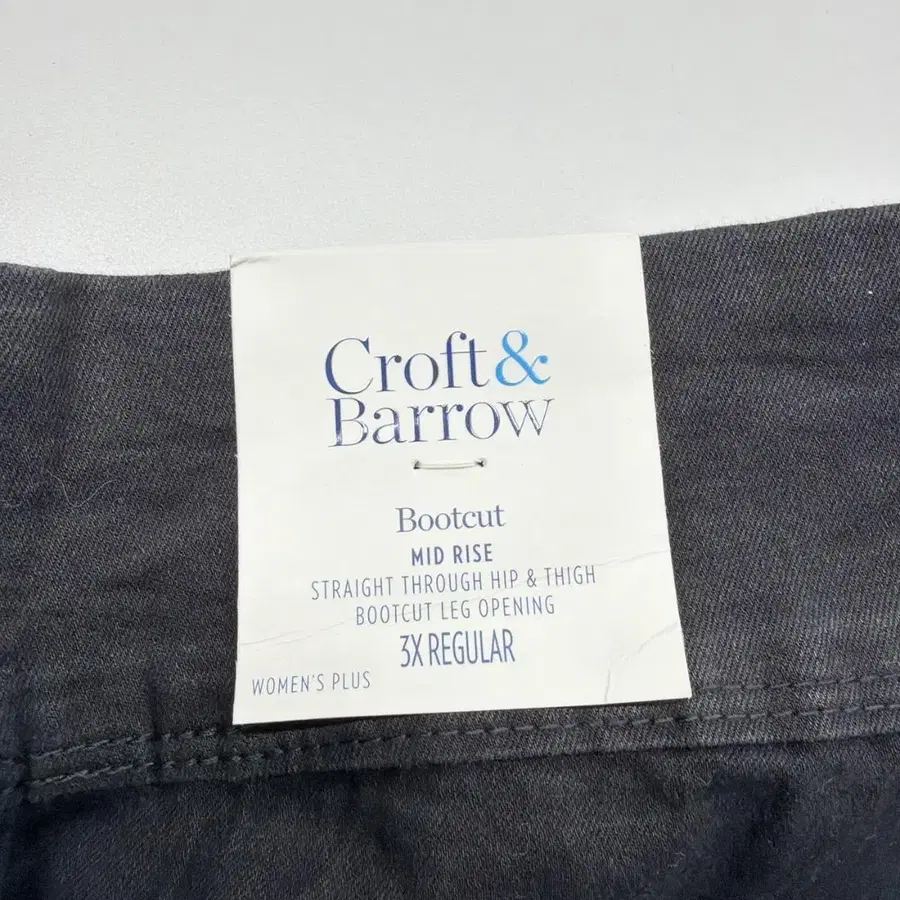 Croft &
Barrow
Bootcut
MID RISE
STRAIGHT THROUGH HIP & THIGH
BOOTCUT LEG OPENING
3X REGULAR
WOMEN'S PLUS